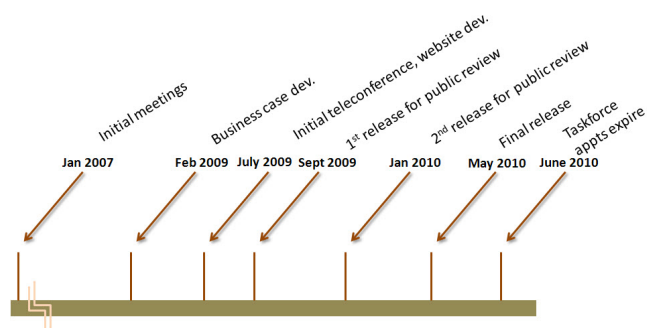 Initial meetings
Business case dev.
Initial teleconference, website dev.
1st release for public review
2nd release for public review
Final release
Taskforce
appts expire
Jan 2007
Feb 2009
July 2009
Sept 2009
Jan 2010
May 2010
June 2010